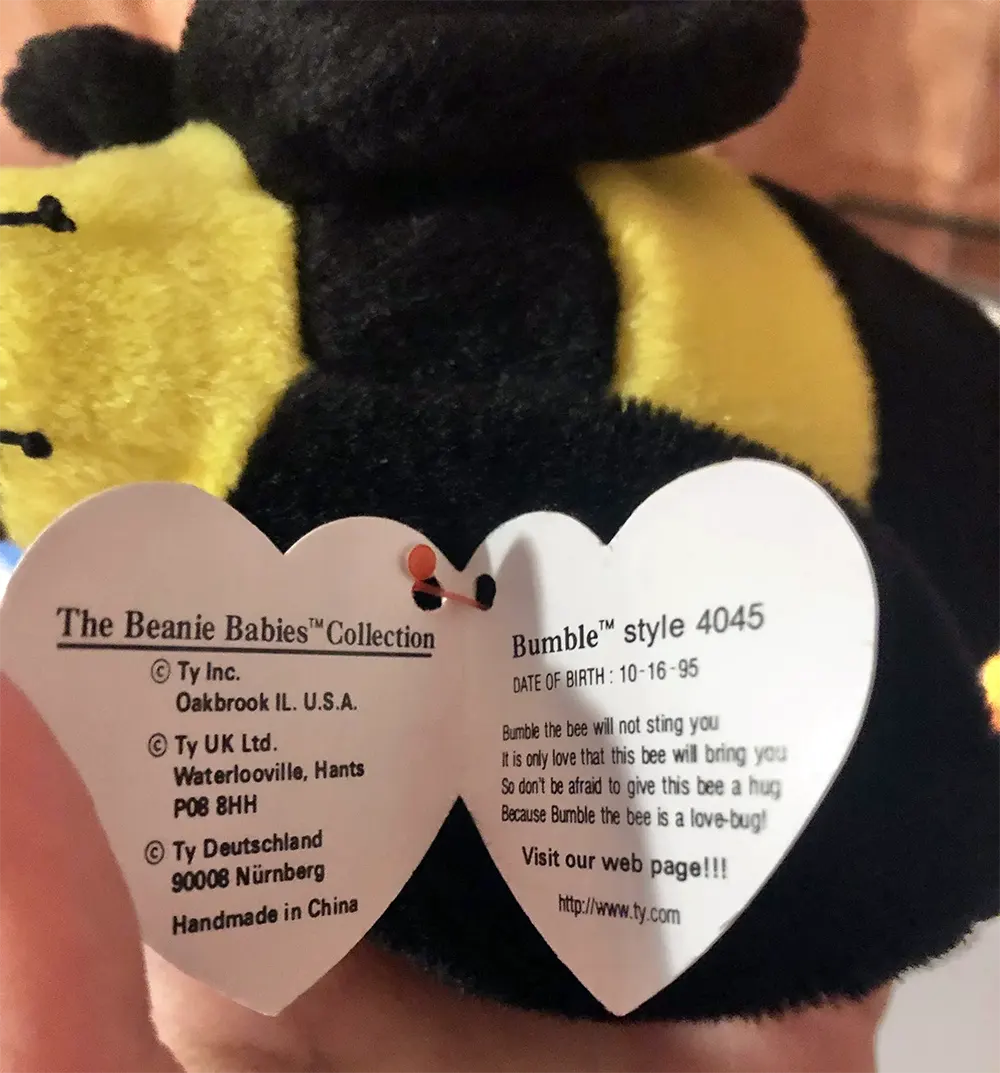 The Beanie Babies™ Collection
© Ty Inc.
Oakbrook IL. U.S.A.
© Ty UK Ltd.
Waterlooville, Hants
P08 8HH
© Ty Deutschland
90008 Nürnberg
Handmade in China
Bumble™ style 4045
DATE OF BIRTH : 10-16-95
Bumble the bee will not sting you
It is only love that this bee will bring you
So don't be afraid to give this bee a hug
Because Bumble the bee is a love-bug!
Visit our web page!!!
http://www.ty.com